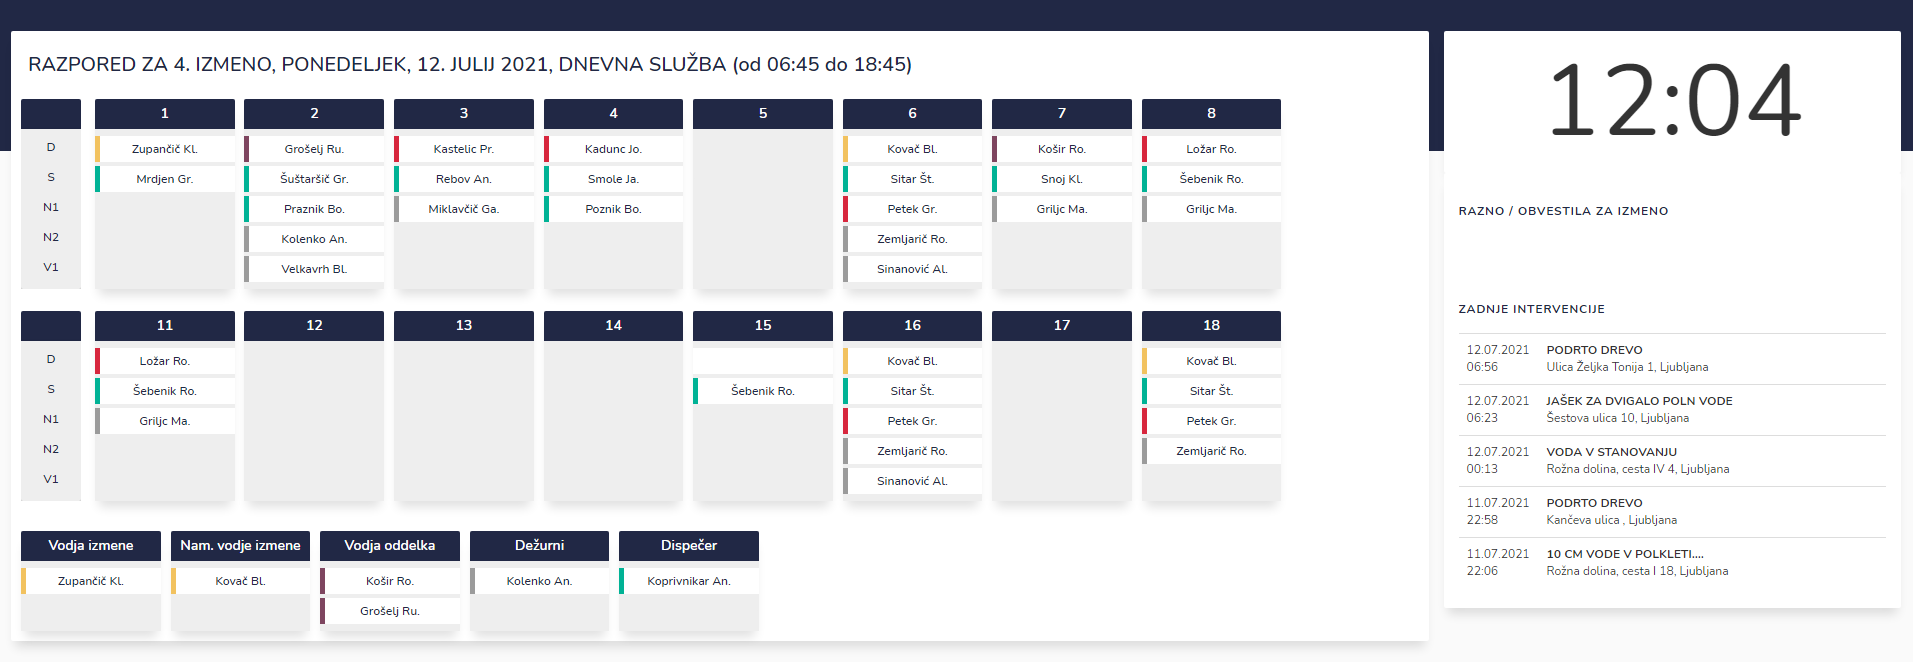 RAZPORED ZA 4. IZMENO, PONEDELJEK, 12. JULIJ 2021, DNEVNA SLUŽBA (od 06:45 do 18:45)
1 2 3 4 5 6 7 8
D Zupančič Kl. Grošelj Ru. Kastelic Pr. Kadunc Jo. Kovač Bl. Košir Ro. Ložar Ro.
S Mrdjen Gr. Šuštaršič Gr. Rebov An. Smole Ja. Sitar Št. Snoj Kl. Šebenik Ro.
N1 Praznik Bo. Miklavčič Ga. Poznik Bo. Petek Gr. Griljc Ma. Griljc Ma.
N2 Kolenko An. Zemljarič Ro.
V1 Velkavrh Bl. Sinanović Al.
11 12 13 14 15 16 17 18
D Ložar Ro. Kovač Bl. Kovač Bl.
S Šebenik Ro. Šebenik Ro. Sitar Št. Sitar Št.
N1 Griljc Ma. Petek Gr. Petek Gr.
N2 Zemljarič Ro. Zemljarič Ro.
V1 Sinanović Al.
Vodja izmene Nam. vodje izmene Vodja oddelka Dežurni Dispečer
Zupančič Kl. Kovač Bl. Košir Ro. Kolenko An. Koprivnikar An.
Grošelj Ru.
12:04
RAZNO / OBVESTILA ZA IZMENO
ZADNJE INTERVENCIJE
12.07.2021 PODRTO DREVO
06:56 Ulica Željka Tonija 1, Ljubljana
12.07.2021 JAŠEK ZA DVIGALO POLN VODE
06:23 Šestova ulica 10, Ljubljana
12.07.2021 VODA V STANOVANJU
00:13 Rožna dolina, cesta IV 4, Ljubljana
11.07.2021 PODRTO DREVO
22:58 Kančeva ulica , Ljubljana
11.07.2021 10 CM VODE V POLKLETI....
22:06 Rožna dolina, cesta I 18, Ljubljana